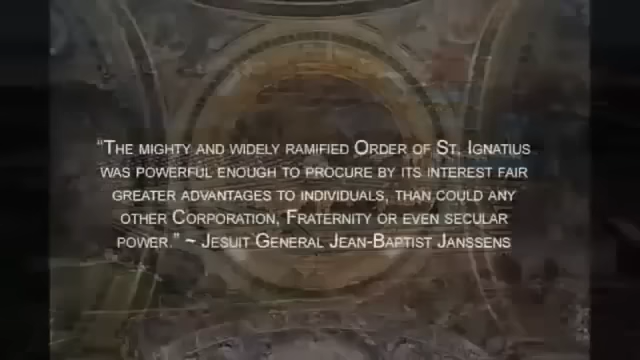 “The mighty and widely ramified Order of St. Ignatius
was powerful enough to procure by its interest fair
greater advantages to individuals, than could any
other Corporation, Fraternity or even secular
power.” ~ Jesuit General Jean-Baptist Janssens